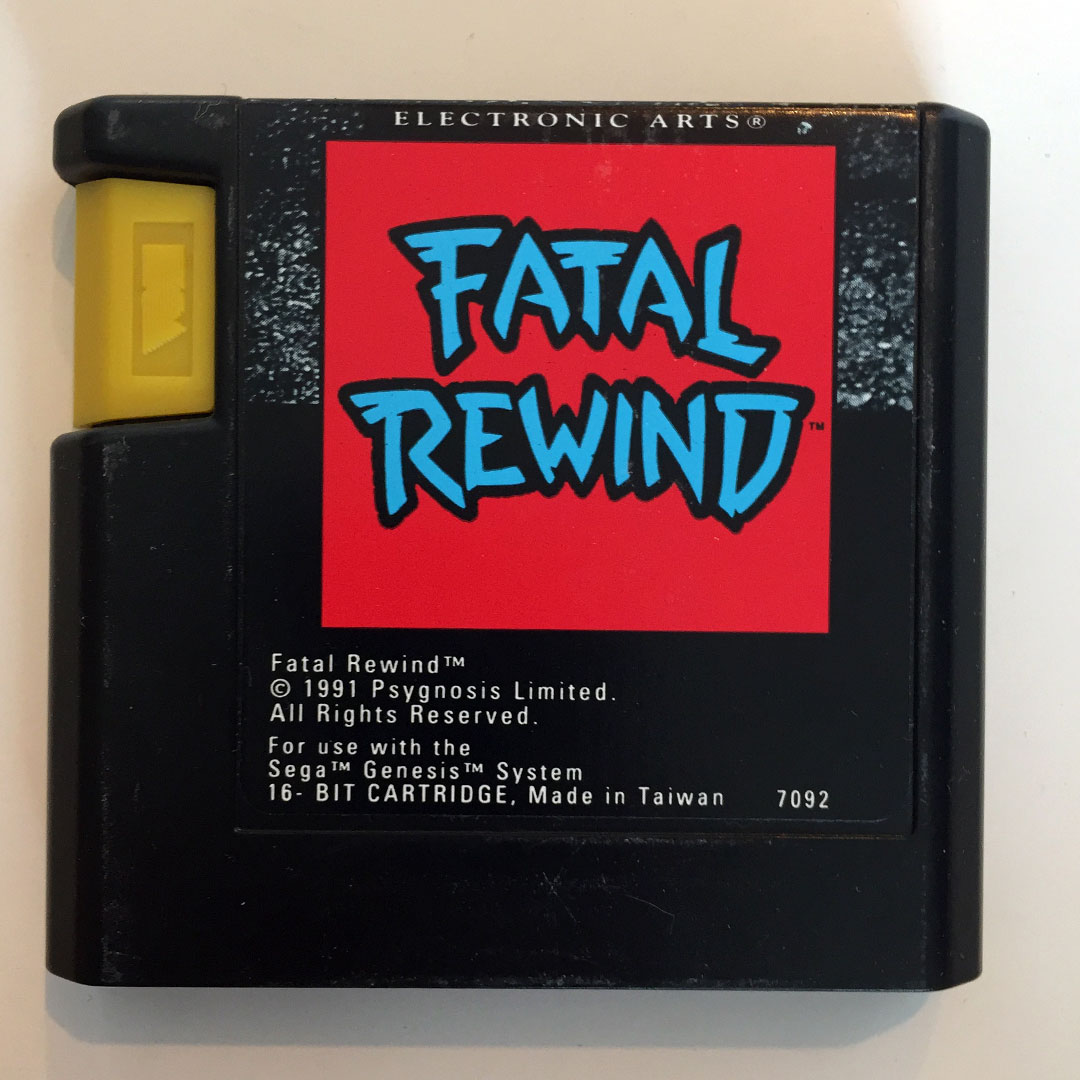 ELECTRONIC ARTS®
FATAL
REWIND™
Fatal Rewind™
© 1991 Psygnosis Limited.
All Rights Reserved.
For use with the
Sega™ Genesis™ System
16- BIT CARTRIDGE, Made in Taiwan 7092